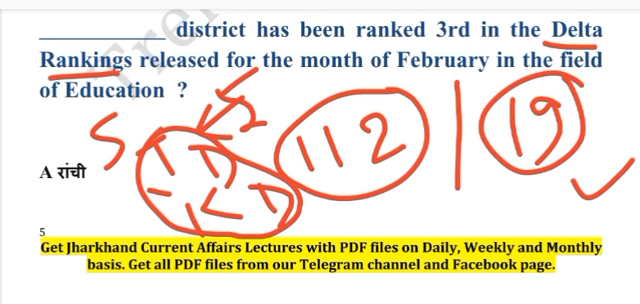 ____________ district has been ranked 3rd in the Delta
Rankings released for the month of February in the field
of Education ?
112
19
A रांची
5
Get Jharkhand Current Affairs Lectures with PDF files on Daily, Weekly and Monthly
basis. Get all PDF files from our Telegram channel and Facebook page.